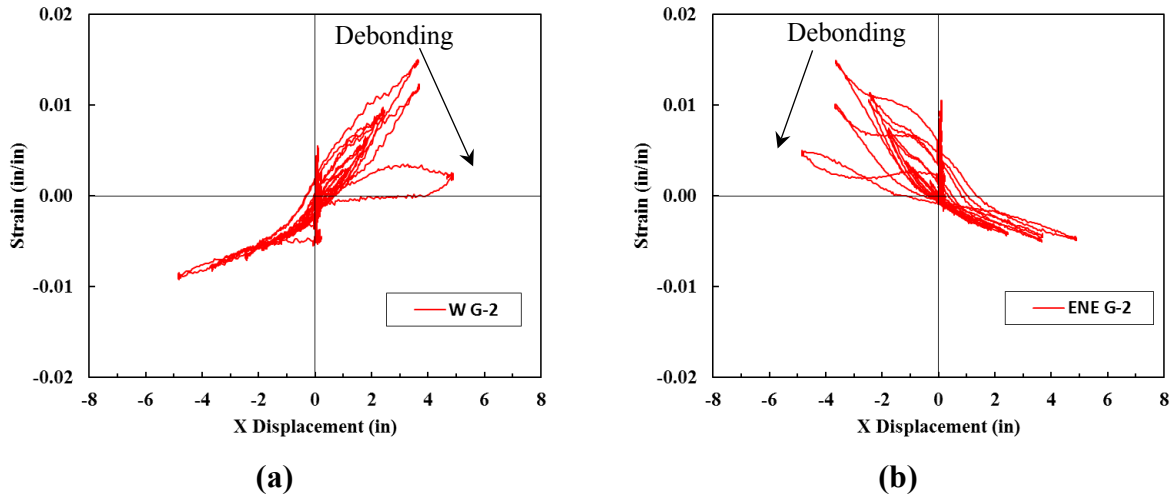 Debonding
0.02
0.01
0.00
-0.01
-0.02
Strain (in/in)
-8 -6 -4 -2 0 2 4 6 8
X Displacement (in)
W G-2
(a)
Debonding
0.02
0.01
0.00
-0.01
-0.02
Strain (in/in)
-8 -6 -4 -2 0 2 4 6 8
X Displacement (in)
ENE G-2
(b)